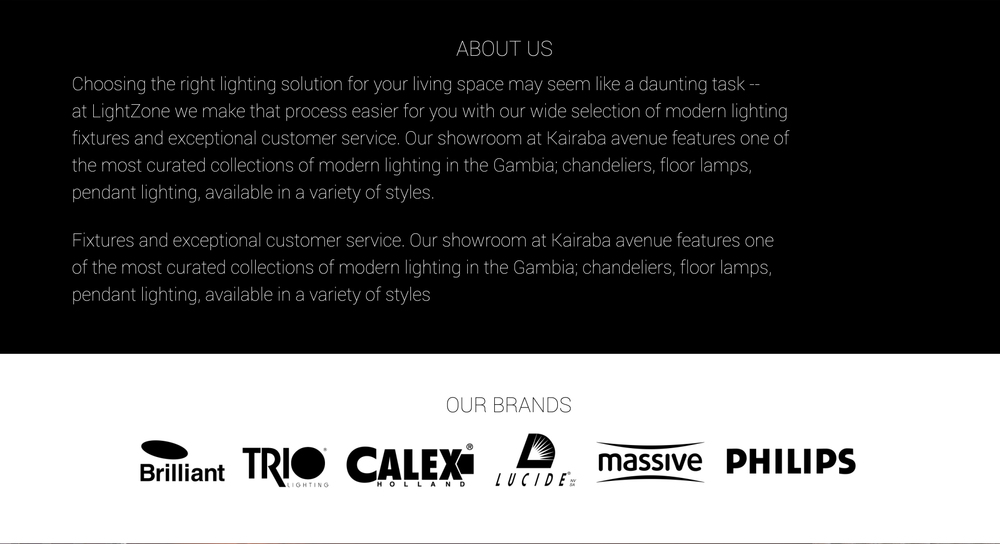 ABOUT US
Choosing the right lighting solution for your living space may seem like a daunting task --
at LightZone we make that process easier for you with our wide selection of modern lighting
fixtures and exceptional customer service. Our showroom at Kairaba avenue features one of
the most curated collections of modern lighting in the Gambia; chandeliers, floor lamps,
pendant lighting, available in a variety of styles.
Fixtures and exceptional customer service. Our showroom at Kairaba avenue features one
of the most curated collections of modern lighting in the Gambia; chandeliers, floor lamps,
pendant lighting, available in a variety of styles
OUR BRANDS
Brilliant
TRIO®
LIGHTING
CALEX®
HOLLAND
LUCIDE®
massive
PHILIPS